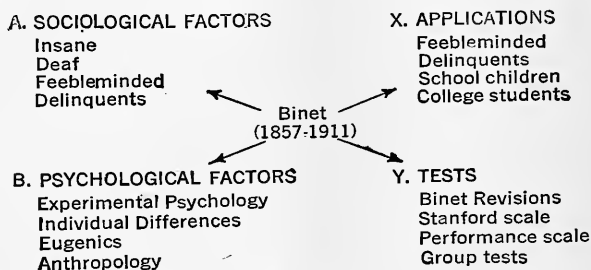 A. SOCIOLOGICAL FACTORS
Insane
Deaf
Feebleminded
Delinquents
X. APPLICATIONS
Feebleminded
Delinquents
School children
College students
Binet
(1857-1911)
B. PSYCHOLOGICAL FACTORS
Experimental Psychology
Individual Differences
Eugenics
Anthropology
Y. TESTS
Binet Revisions
Stanford scale
Performance scale
Group tests